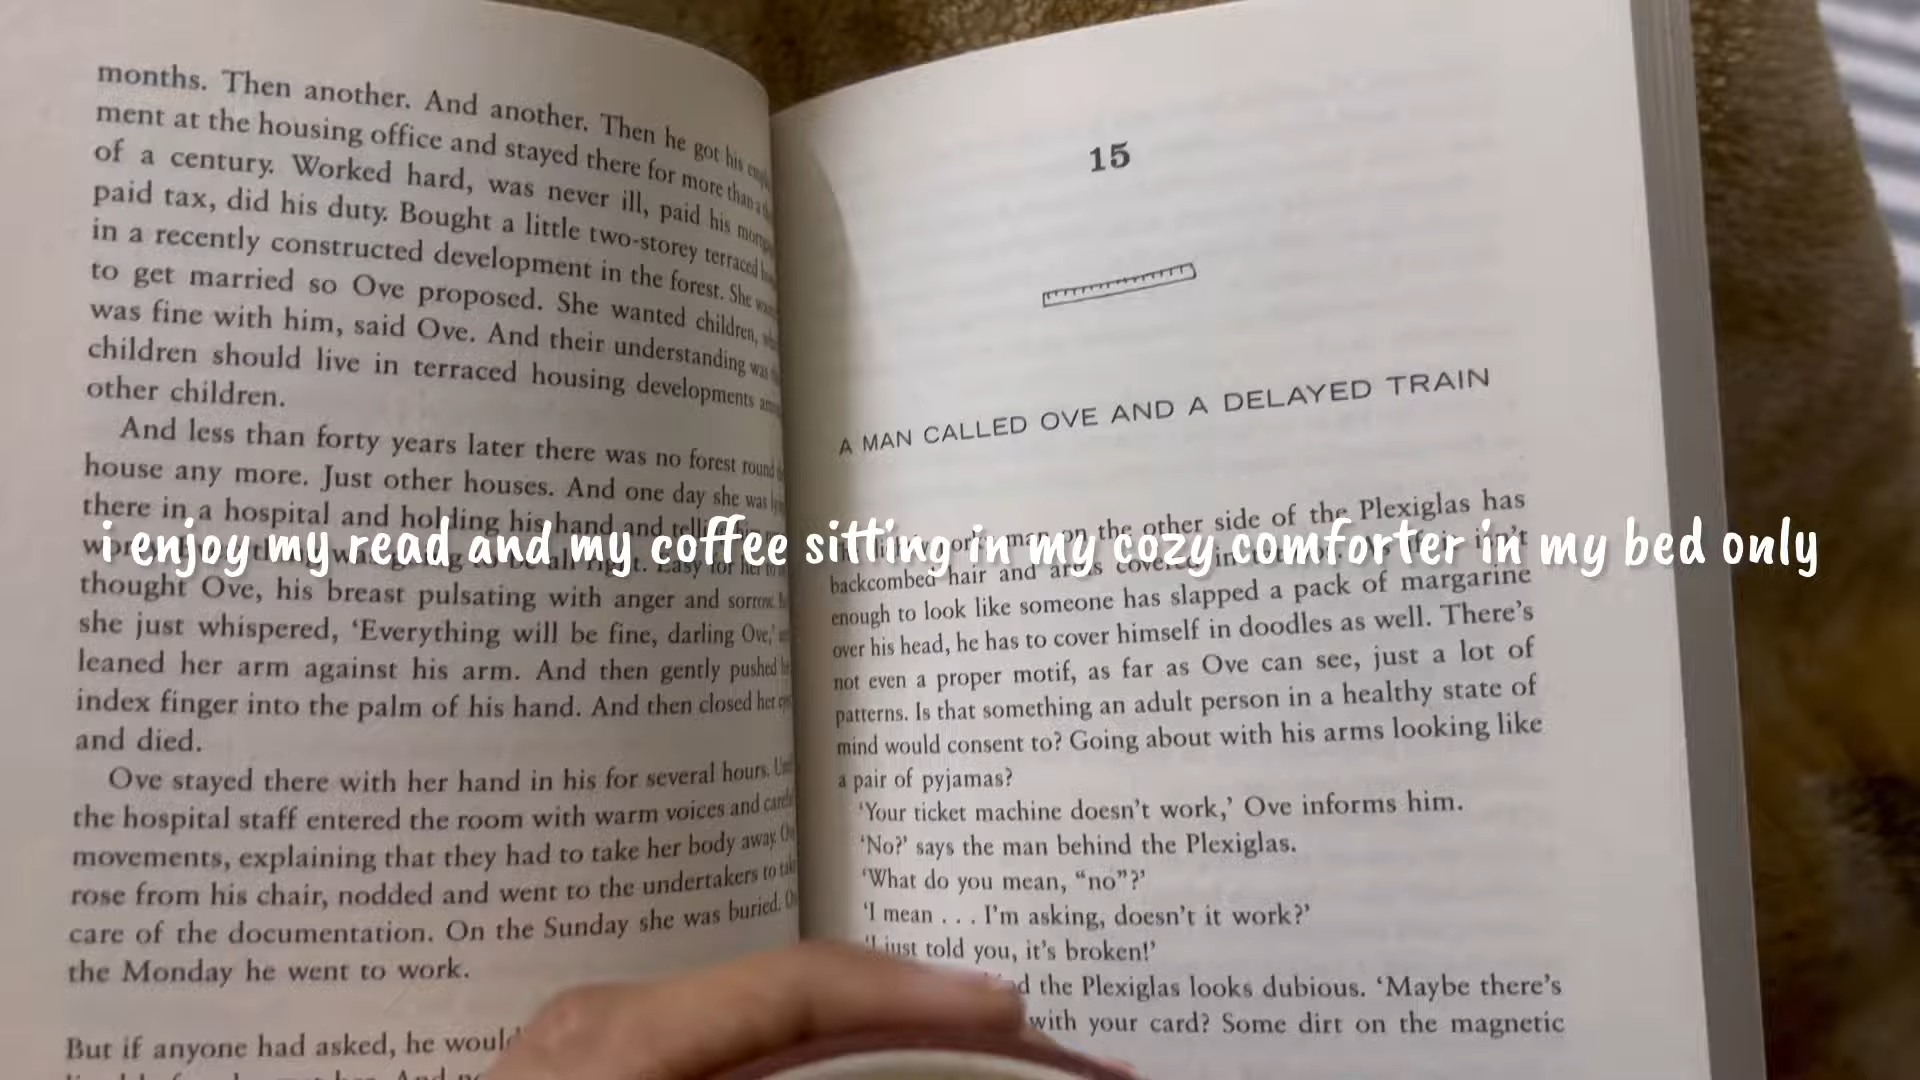 months. Then another. And another. Then he got his
ment at the housing office and stayed there for more than a
of a century. Worked hard, was never ill, paid his
paid tax, did his duty. Bought a little two-storey terraced
in a recently constructed development in the forest. She
to get married so Ove proposed. She wanted children,
was fine with him, said Ove. And their understanding was
children should live in terraced housing developments
other children.
And less than forty years later there was no forest round
house any more. Just other houses. And one day she was
there in a hospital and holding his hand and
thought Ove, his breast pulsating with anger and sorrow.
she just whispered, ‘Everything will be fine, darling Ove,’
leaned her arm against his arm. And then gently pushed
index finger into the palm of his hand. And then closed her
and died.
Ove stayed there with her hand in his for several hours.
the hospital staff entered the room with warm voices and
movements, explaining that they had to take her body away.
rose from his chair, nodded and went to the undertakers to
care of the documentation. On the Sunday she was buried.
the Monday he went to work.
But if anyone had asked, he would
15
A MAN CALLED OVE AND A DELAYED TRAIN
man on the other side of the Plexiglas has
backcombed hair and arms covered in
enough to look like someone has slapped a pack of margarine
over his head, he has to cover himself in doodles as well. There’s
not even a proper motif, as far as Ove can see, just a lot of
patterns. Is that something an adult person in a healthy state of
mind would consent to? Going about with his arms looking like
a pair of pyjamas?
‘Your ticket machine doesn’t work,’ Ove informs him.
‘No?’ says the man behind the Plexiglas.
‘What do you mean, “no”?’
‘I mean . . . I’m asking, doesn’t it work?’
‘I just told you, it’s broken!’
the Plexiglas looks dubious. ‘Maybe there’s
with your card? Some dirt on the magnetic
i enjoy my read and my coffee sitting in my cozy comforter in my bed only